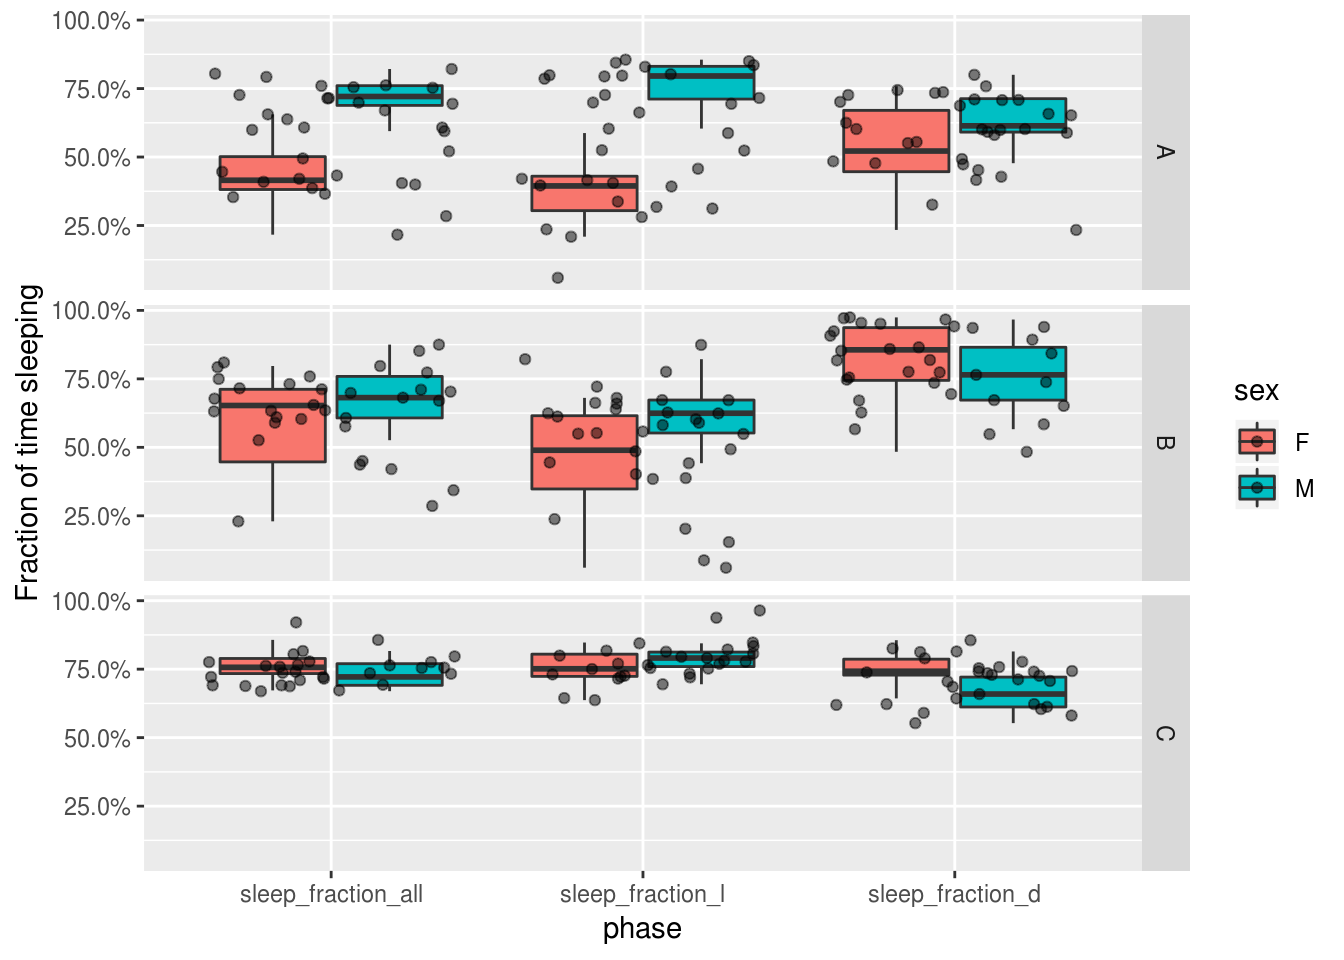 100.0%
75.0%
50.0%
25.0%
A
100.0%
75.0%
50.0%
25.0%
B
100.0%
75.0%
50.0%
25.0%
C
Fraction of time sleeping
sleep_fraction_all
sleep_fraction_l
sleep_fraction_d
phase
sex
F
M